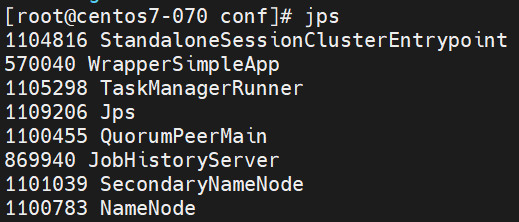 [root@centos7-070 conf]# jps
1104816 StandaloneSessionClusterEntrypoint
570040 WrapperSimpleApp
1105298 TaskManagerRunner
1109206 Jps
1100455 QuorumPeerMain
869940 JobHistoryServer
1101039 SecondaryNameNode
1100783 NameNode